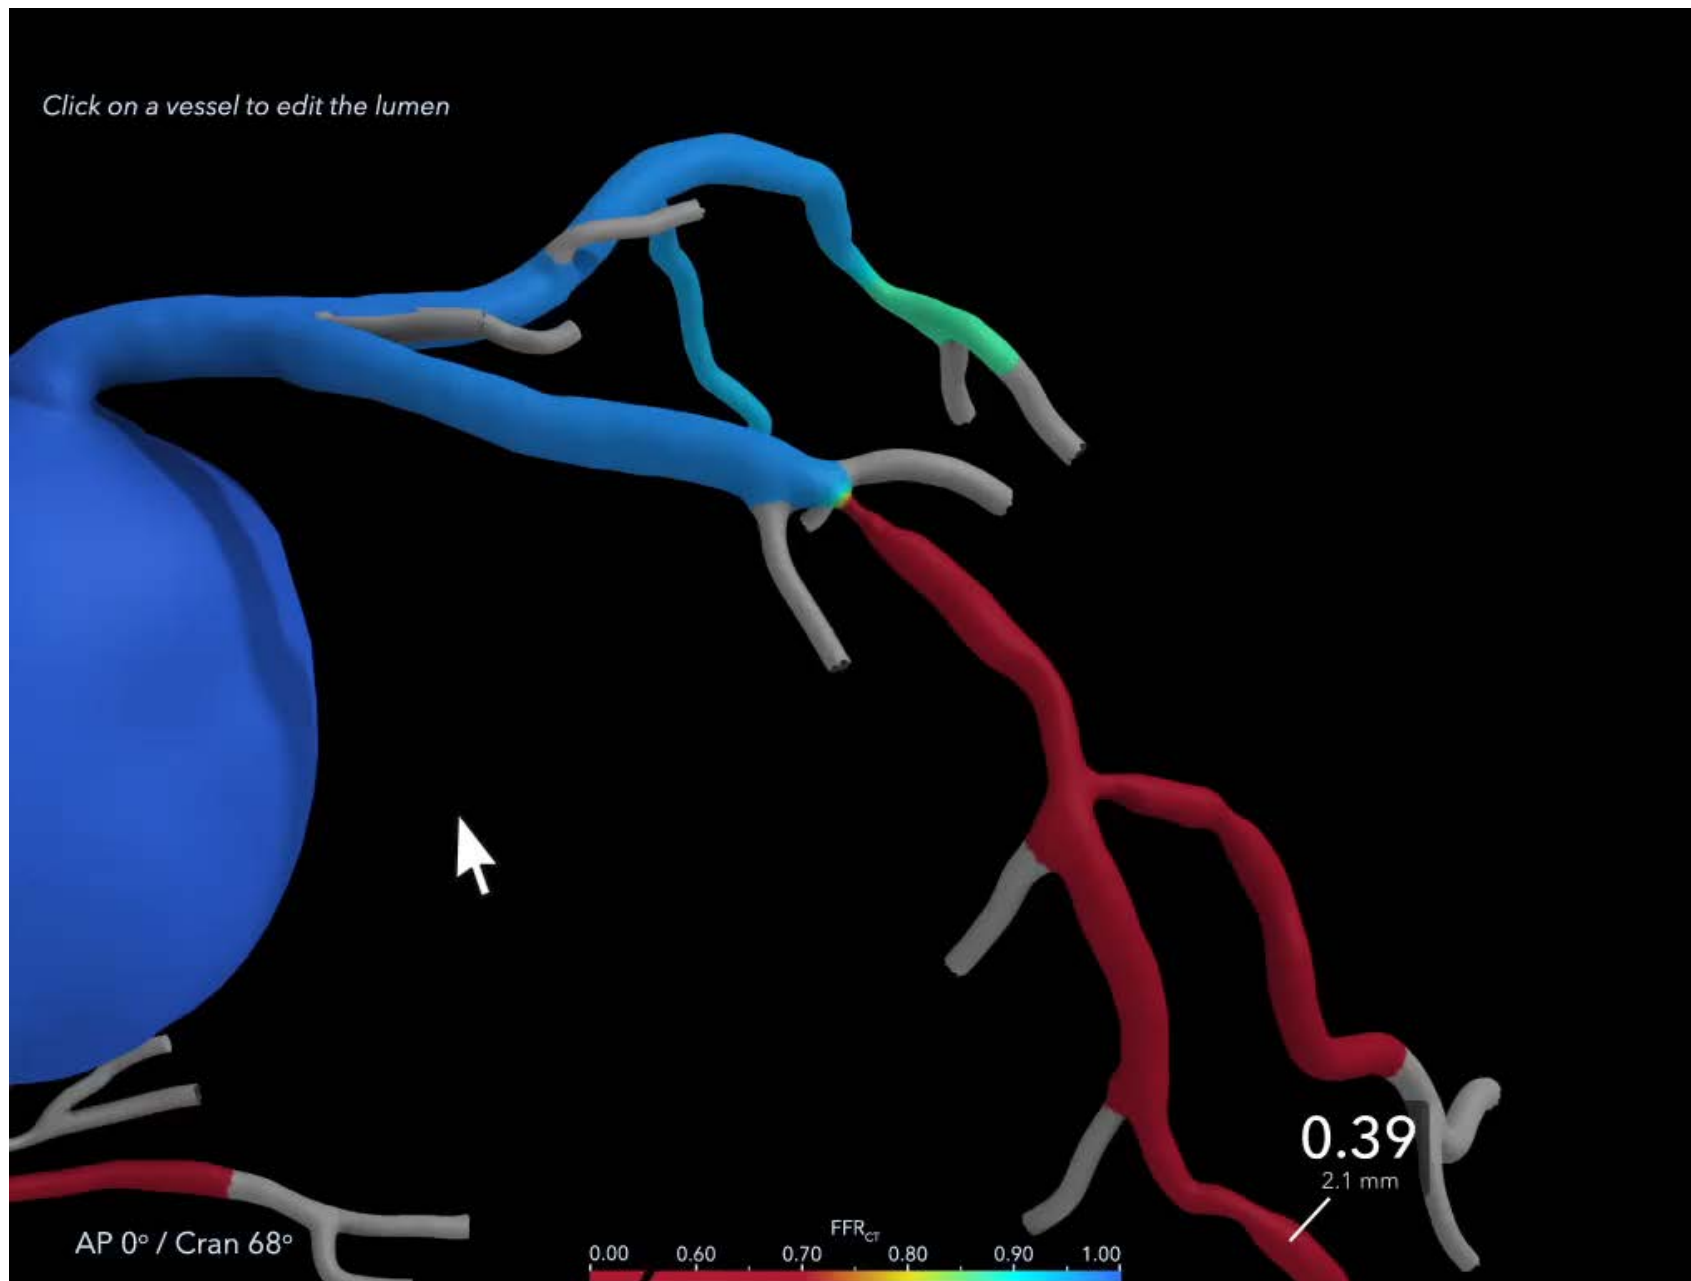 Click on a vessel to edit the lumen
0.39
2.1 mm
AP 0° / Cran 68°
FFRCT
0.00 0.60 0.70 0.80 0.90 1.00